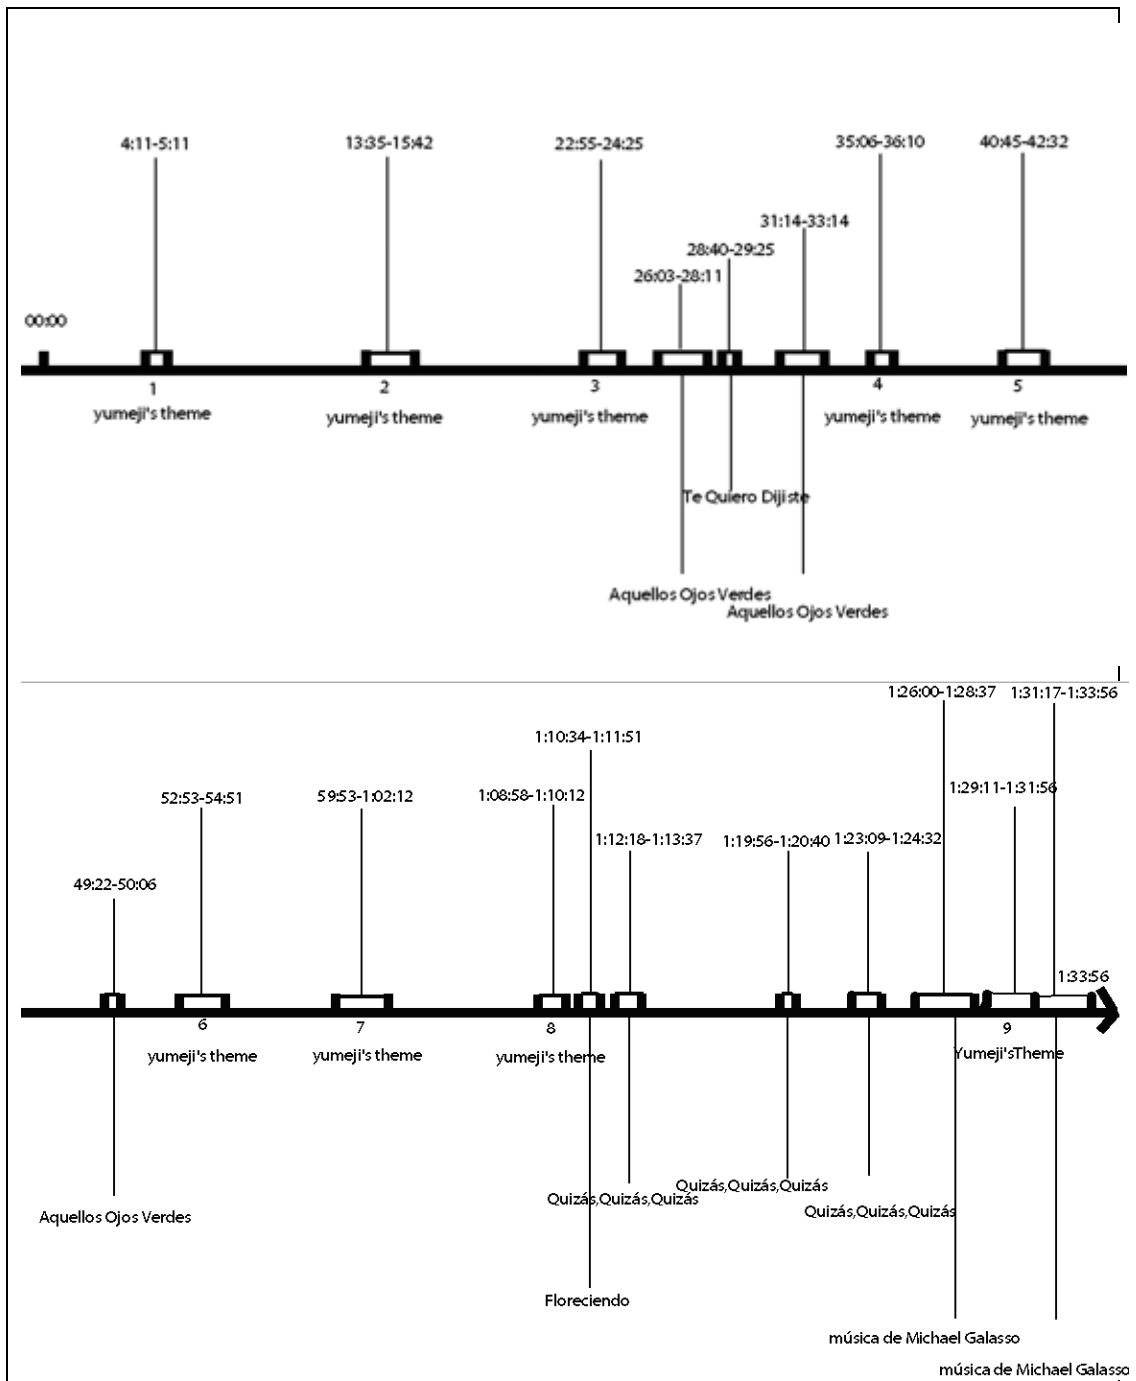 4:11-5:11
13:35-15:42
22:55-24:25
35:06-36:10
40:45-42:32
31:14-33:14
28:40-29:25
26:03-28:11
00:00
1
2
3
4
5
yumeji's theme
yumeji's theme
yumeji's theme
yumeji's theme
yumeji's theme
Te Quiero Dijiste
Aquellos Ojos Verdes
Aquellos Ojos Verdes
1:26:00-1:28:37
1:31:17-1:33:56
1:10:34-1:11:51
1:29:11-1:31:56
52:53-54:51
59:53-1:02:12
1:08:58-1:10:12
1:12:18-1:13:37
1:19:56-1:20:40
1:23:09-1:24:32
49:22-50:06
1:33:56
6
7
8
9
yumeji's theme
yumeji's theme
yumeji's theme
Yumeji'sTheme
Quizás,Quizás,Quizás
Quizás,Quizás,Quizás
Quizás,Quizás,Quizás
Aquellos Ojos Verdes
Floreciendo
música de Michael Galasso
música de Michael Galasso